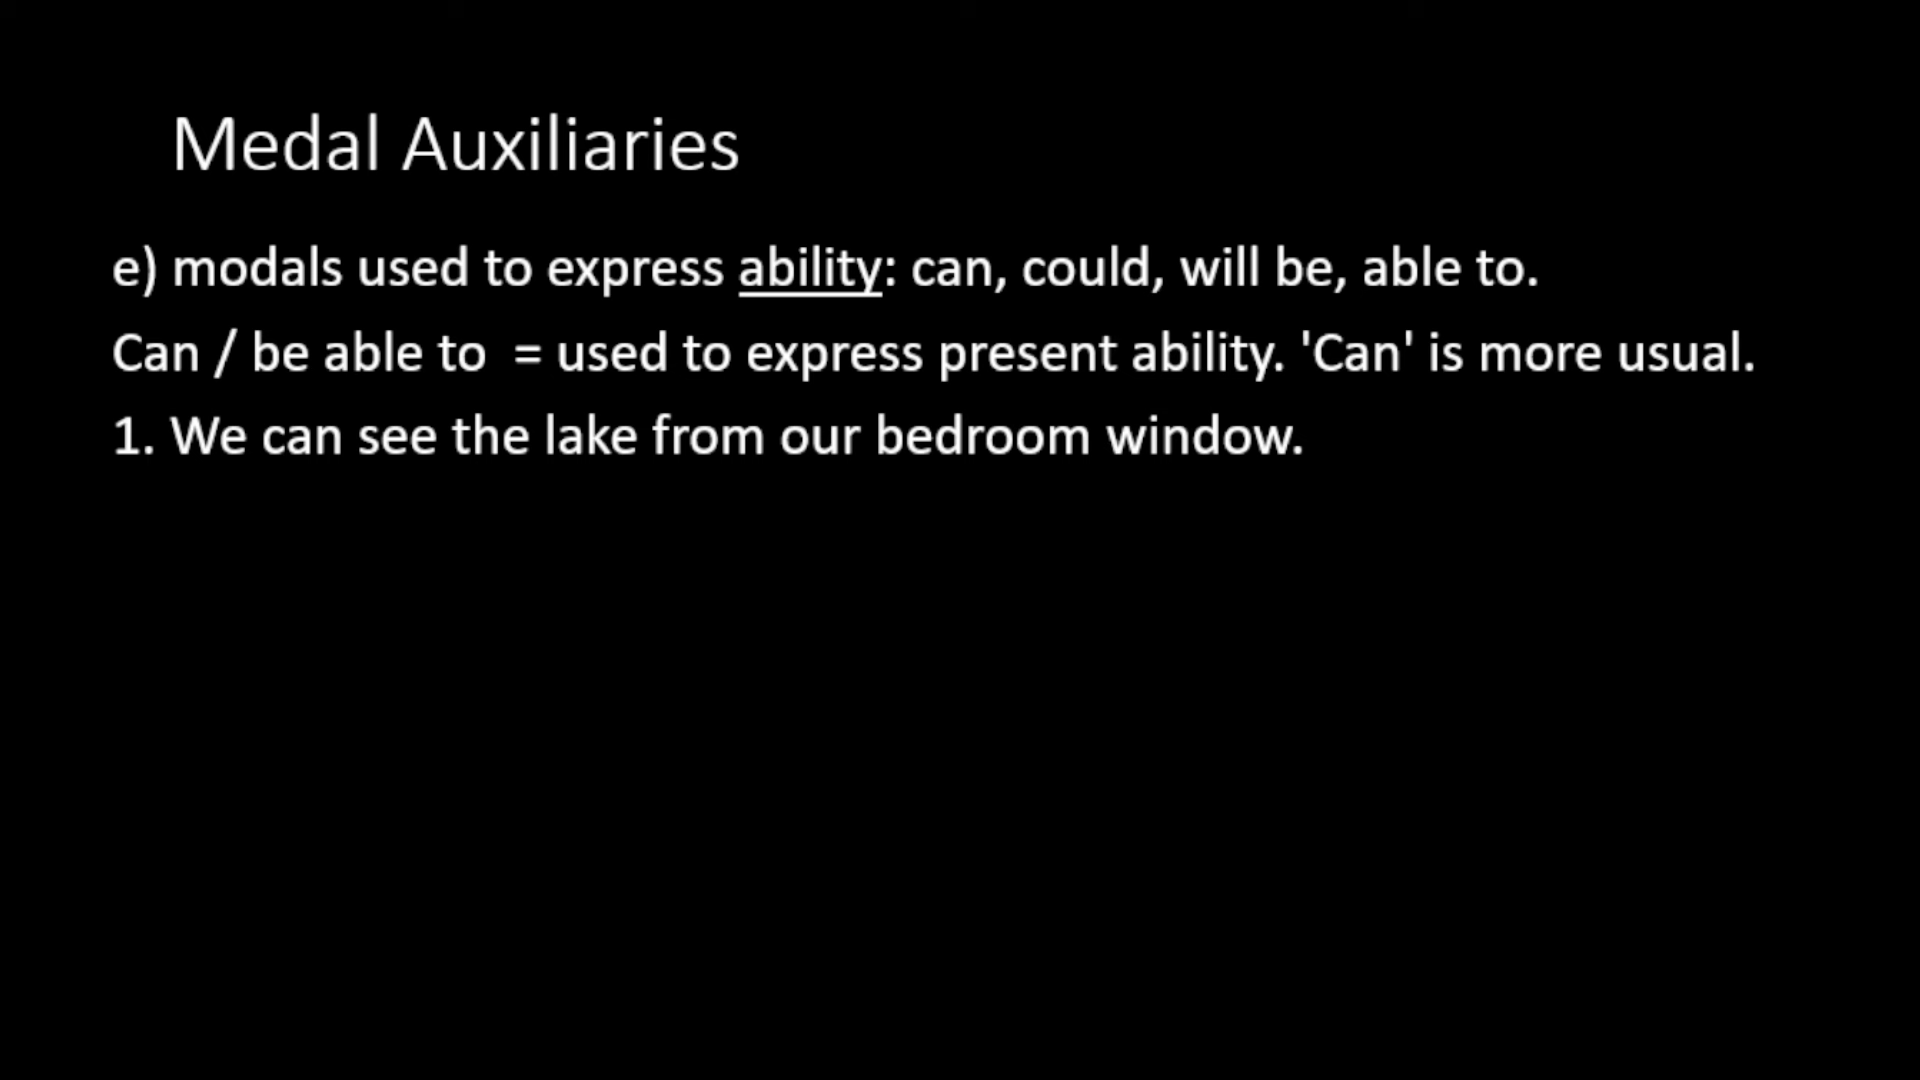 Medal Auxiliaries
e) modals used to express ability: can, could, will be, able to.
Can / be able to  = used to express present ability. 'Can' is more usual.
1. We can see the lake from our bedroom window.